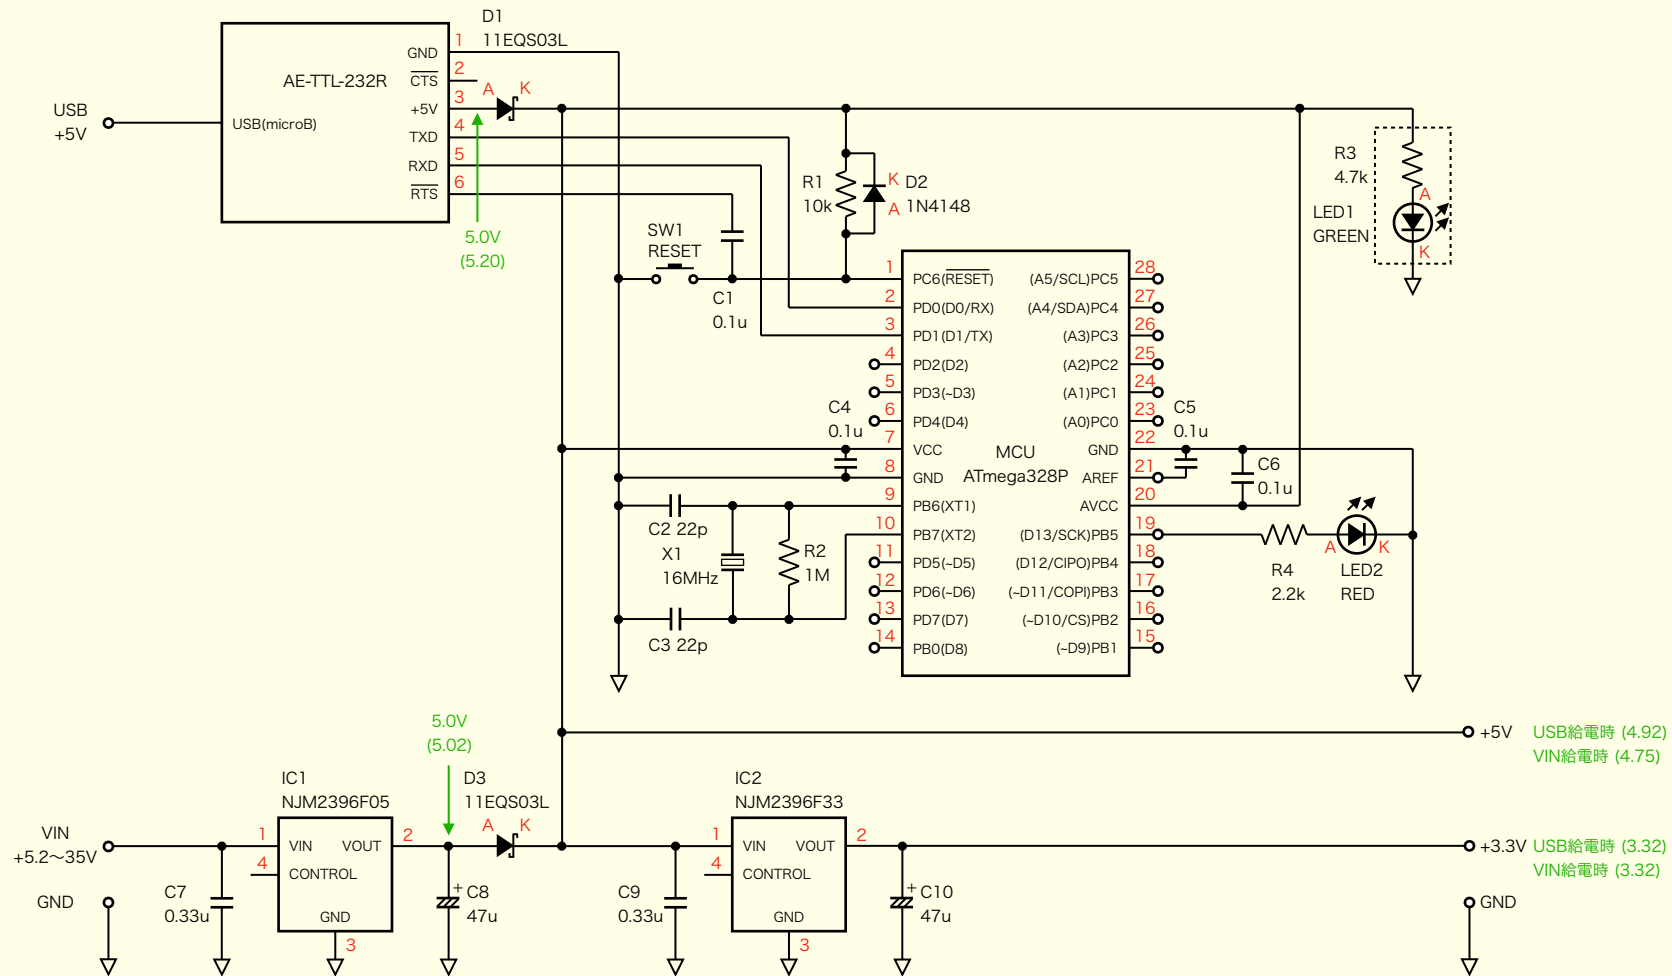 D1
11EQS03L
AE-TTL-232R
USB
+5V
USB(microB)
GND
CTS
+5V
TXD
RXD
RTS
1
2
3
4
5
6
A
K
5.0V
(5.20)
SW1
RESET
C1
0.1u
R1
10k
K
A
D2
1N4148
R3
4.7k
A
LED1
GREEN
K
1
2
3
4
5
6
7
8
9
10
11
12
13
14
PC6(RESET)
PD0(D0/RX)
PD1(D1/TX)
PD2(D2)
PD3(~D3)
PD4(D4)
VCC
GND
PB6(XT1)
PB7(XT2)
PD5(~D5)
PD6(~D6)
PD7(D7)
PB0(D8)
MCU
ATmega328P
(A5/SCL)PC5
(A4/SDA)PC4
(A3)PC3
(A2)PC2
(A1)PC1
(A0)PC0
GND
AREF
AVCC
(D13/SCK)PB5
(D12/CIPO)PB4
(~D11/COPI)PB3
(~D10/CS)PB2
(~D9)PB1
28
27
26
25
24
23
22
21
20
19
18
17
16
15
C4
0.1u
C5
0.1u
C6
0.1u
C2 22p
X1
16MHz
R2
1M
C3 22p
A
K
R4
2.2k
LED2
RED
5.0V
(5.02)
+5V
USB給電時 (4.92)
VIN給電時 (4.75)
IC1
NJM2396F05
D3
11EQS03L
IC2
NJM2396F33
VIN
+5.2〜35V
GND
1
4
VIN
VOUT
CONTROL
GND
2
3
A
K
C7
0.33u
C8
+
47u
C9
0.33u
1
4
VIN
VOUT
CONTROL
GND
2
3
+
C10
47u
+3.3V
USB給電時 (3.32)
VIN給電時 (3.32)
GND